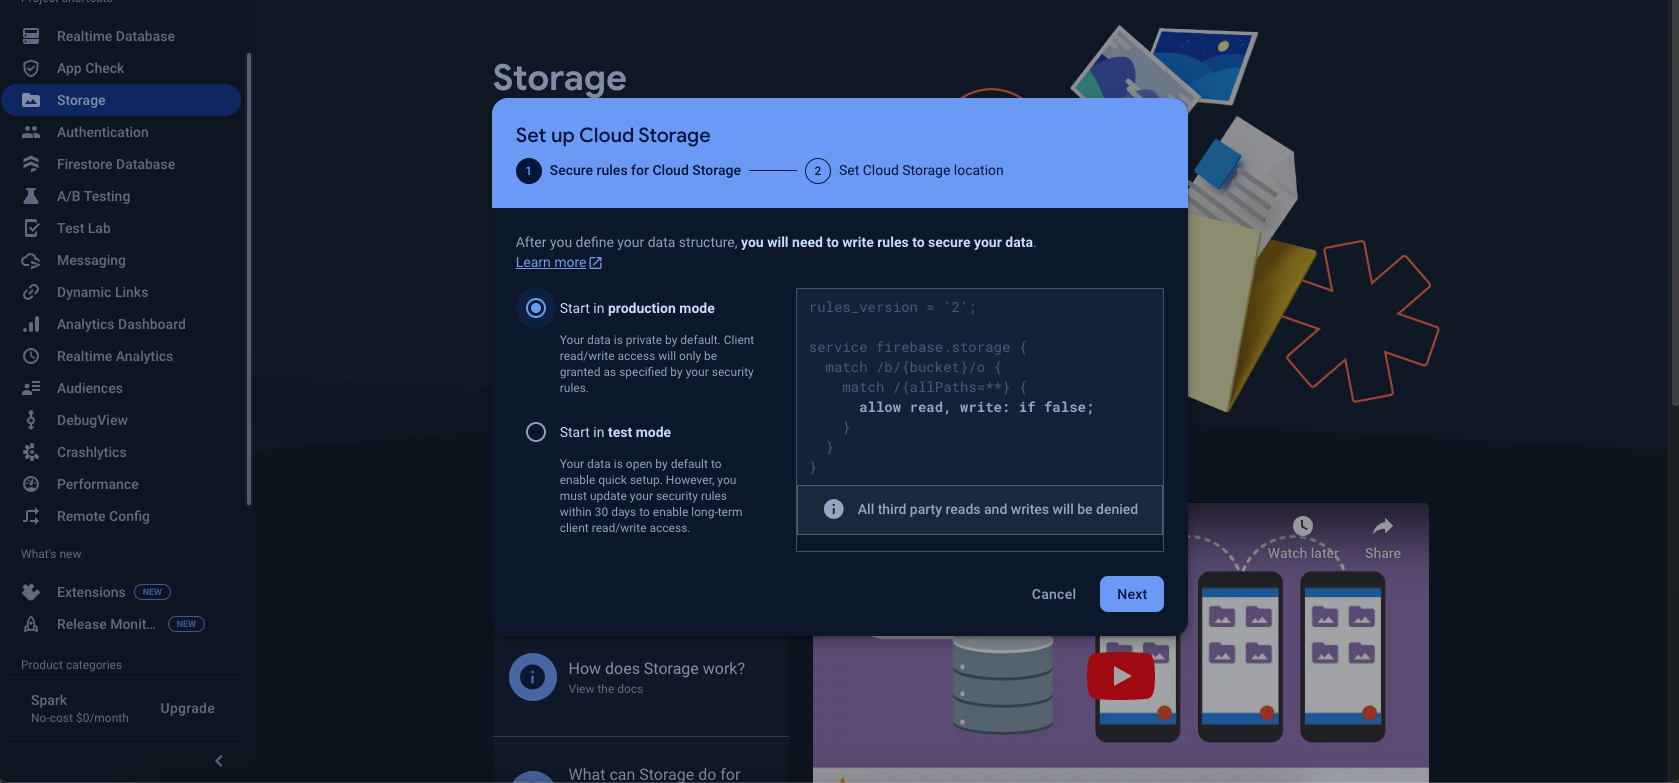 Realtime Database
App Check
Storage
Authentication
Firestore Database
A/B Testing
Test Lab
Messaging
Dynamic Links
Analytics Dashboard
Realtime Analytics
Audiences
DebugView
Crashlytics
Performance
Remote Config
What's new
Extensions NEW
Release Monit... NEW
Product categories
Spark
No-cost $0/month
Upgrade
Storage
Set up Cloud Storage
1 Secure rules for Cloud Storage 2 Set Cloud Storage location
After you define your data structure, you will need to write rules to secure your data.
Learn more
Start in production mode
Your data is private by default. Client
read/write access will only be
granted as specified by your security
rules.
Start in test mode
Your data is open by default to
enable quick setup. However, you
must update your security rules
within 30 days to enable long-term
client read/write access.
rules_version = '2';
service firebase.storage {
match /b/{bucket}/o {
match /{allPaths=**} {
allow read, write: if false;
}
}
}
All third party reads and writes will be denied
Cancel Next
Watch later Share
How does Storage work?
View the docs
What can Storage do for